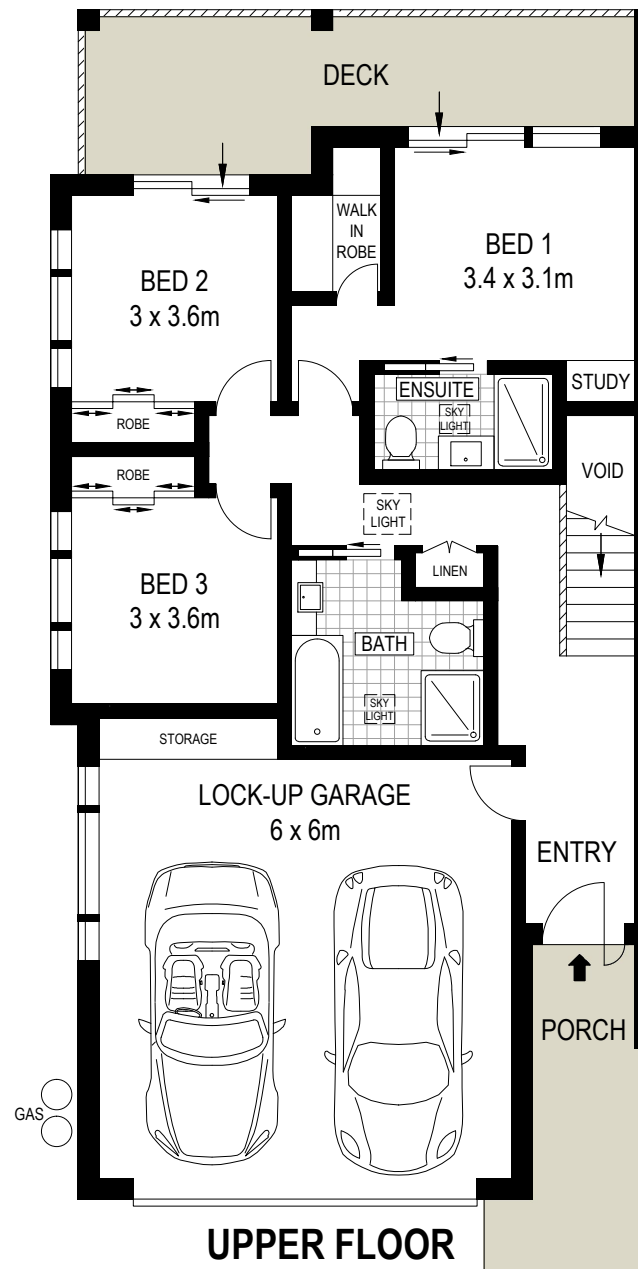 DECK
WALK
IN
ROBE
BED 1
3.4 x 3.1m
BED 2
3 x 3.6m
ROBE
ENSUITE
SKY
LIGHT
STUDY
VOID
ROBE
SKY
LIGHT
LINEN
BED 3
3 x 3.6m
BATH
SKY
LIGHT
STORAGE
LOCK-UP GARAGE
6 x 6m
ENTRY
PORCH
GAS
UPPER FLOOR